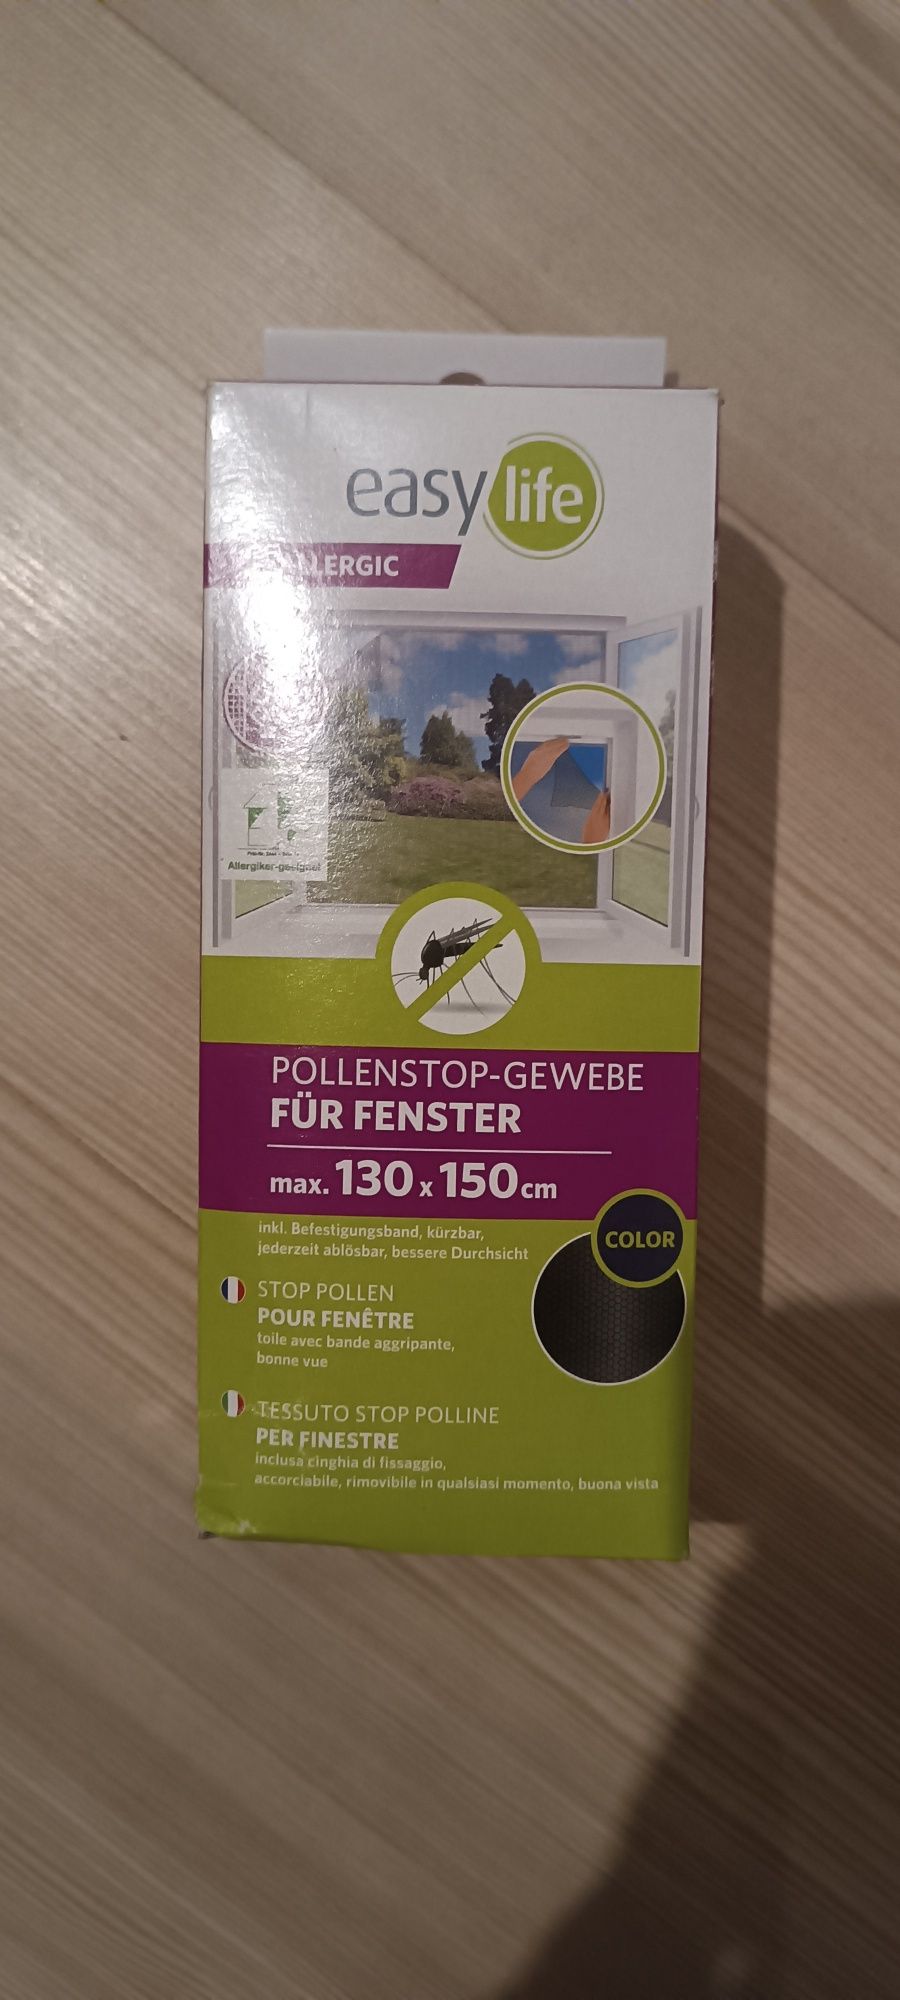 easy life
LERGIC
Allergiker-geeignet
POLLENSTOP-GEWEBE
FÜR FENSTER
max. 130 x 150 cm
inkl. Befestigungsband, kürzbar,
jederzeit ablösbar, bessere Durchsicht
COLOR
STOP POLLEN
POUR FENÊTRE
toile avec bande aggripante,
bonne vue
TESSUTO STOP POLLINE
PER FINESTRE
inclusa cinghia di fissaggio,
accorciabile, rimovibile in qualsiasi momento, buona vista